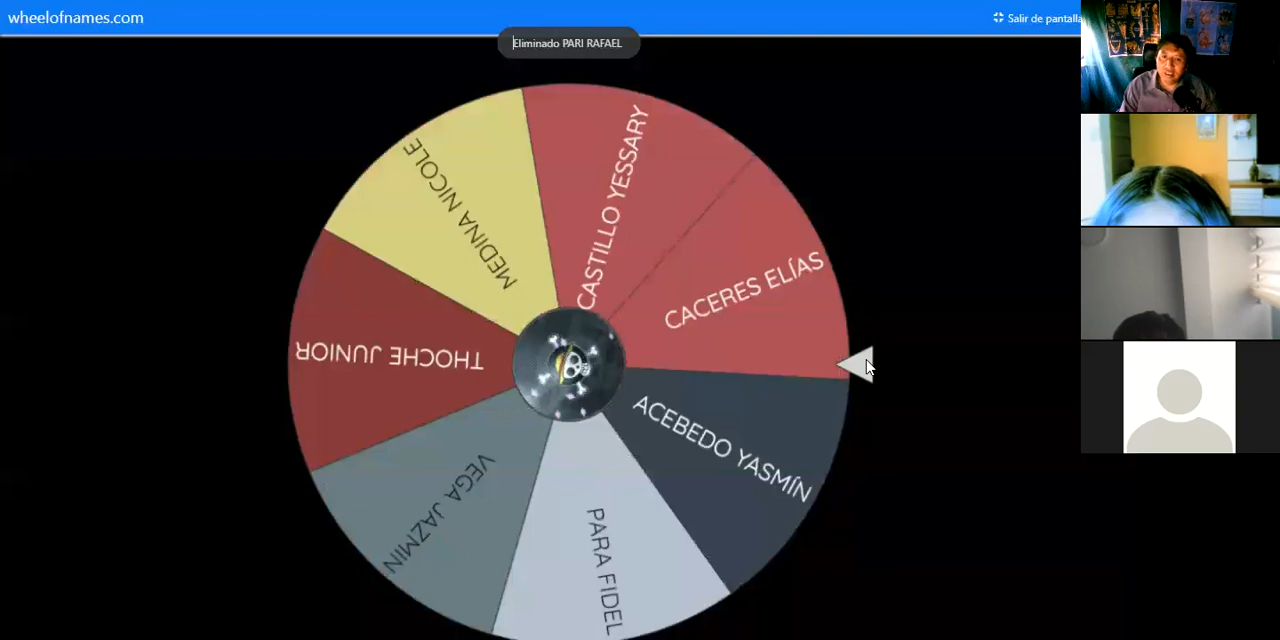 wheelofnames.com
Salir de pantalla
Eliminado PARI RAFAEL
CASTILLO YESSARY
CACERES ELÍAS
ACEBEDO YASMÍN
PARA FIDEL
VEGA JAZMIN
THOCHE JUNIOR
MEDINA NICOLE